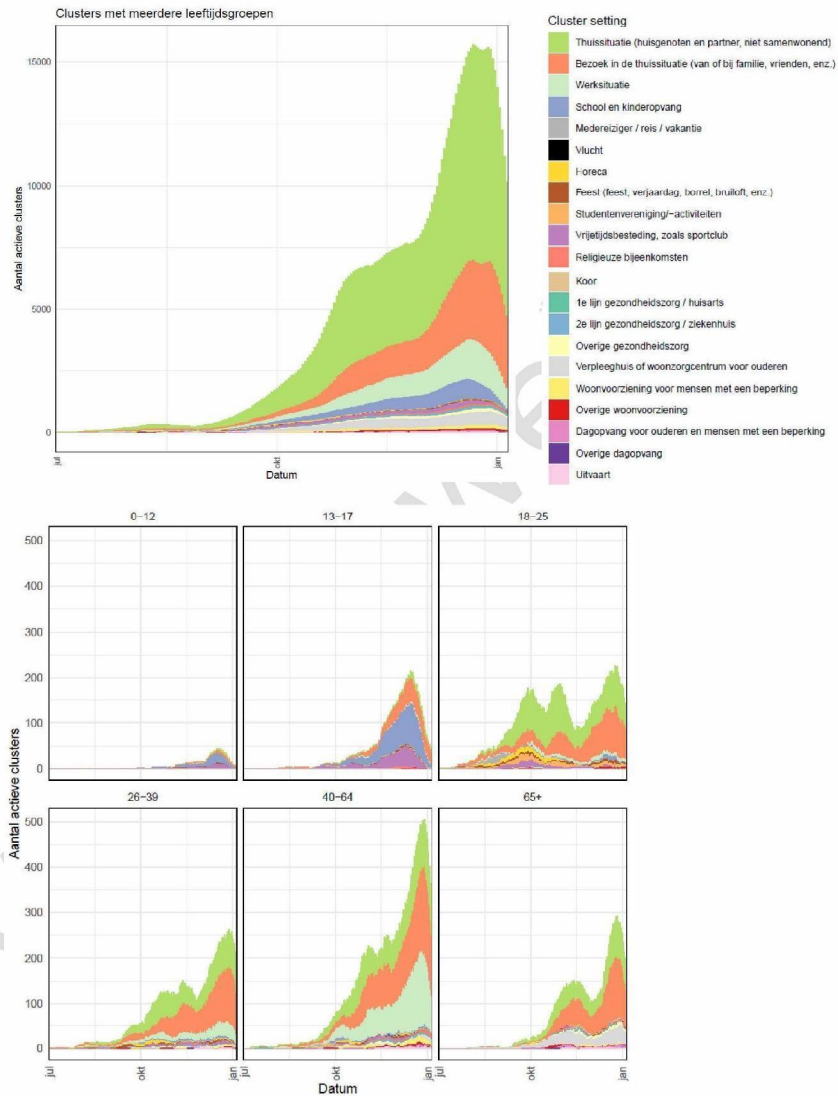 Clusters met meerdere leeftijdsgroepen
15000
10000
5000
0
Aantal actieve clusters
jul
okt
jan
Datum
Cluster setting
Thuissituatie (huisgenoten en partner, niet samenwonend)
Bezoek in de thuissituatie (van of bij familie, vrienden, enz.)
Werksituatie
School en kinderopvang
Medereiziger / reis / vakantie
Vlucht
Horeca
Feest (feest, verjaardag, borrel, bruiloft, enz.)
Studentenvereniging/-activiteiten
Vrijetijdsbesteding, zoals sportclub
Religieuze bijeenkomsten
Koor
1e lijn gezondheidszorg / huisarts
2e lijn gezondheidszorg / ziekenhuis
Overige gezondheidszorg
Verpleeghuis of woonzorgcentrum voor ouderen
Woonvoorziening voor mensen met een beperking
Overige woonvoorziening
Dagopvang voor ouderen en mensen met een beperking
Overige dagopvang
Uitvaart
0-12
13-17
18-25
500
400
300
200
100
0
Aantal actieve clusters
26-39
40-64
65+
500
400
300
200
100
0
jul
okt
jan
jul
okt
jan
jul
okt
jan
Datum